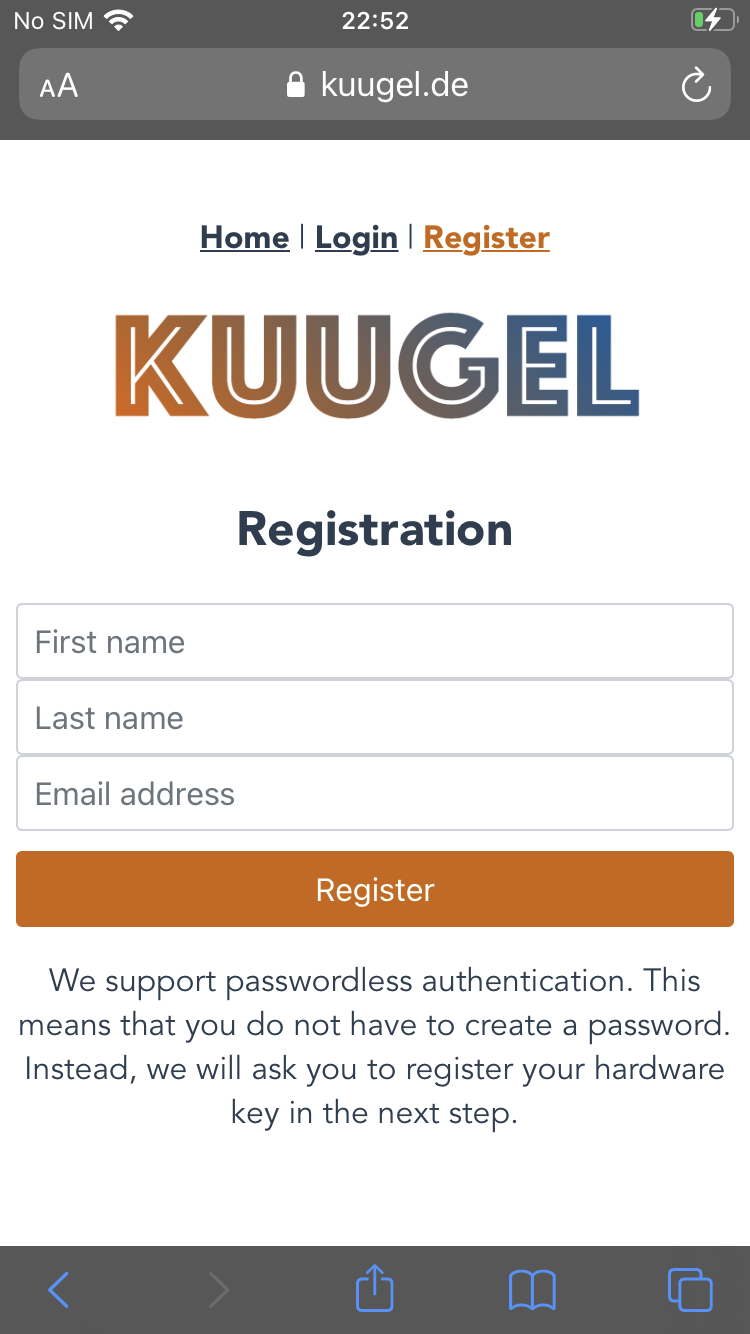 No SIM 22:52
AA kuugel.de
Home | Login | Register
KUUGEL
Registration
First name
Last name
Email address
Register
We support passwordless authentication. This
means that you do not have to create a password.
Instead, we will ask you to register your hardware
key in the next step.